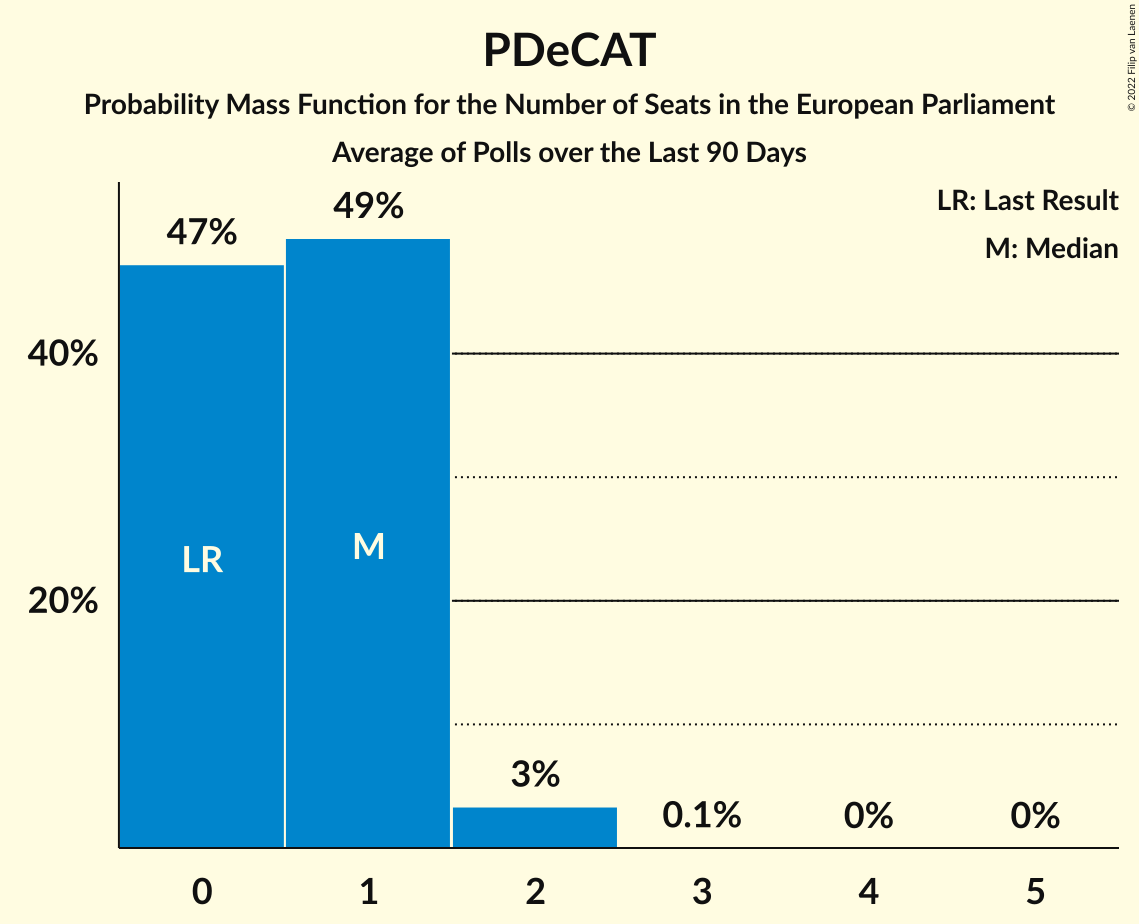 PDeCAT
Probability Mass Function for the Number of Seats in the European Parliament
Average of Polls over the Last 90 Days
© 2022 Filip van Laenen
LR: Last Result
M: Median
47%
49%
40%
20%
LR
M
3%
0.1%
0%
0%
0
1
2
3
4
5